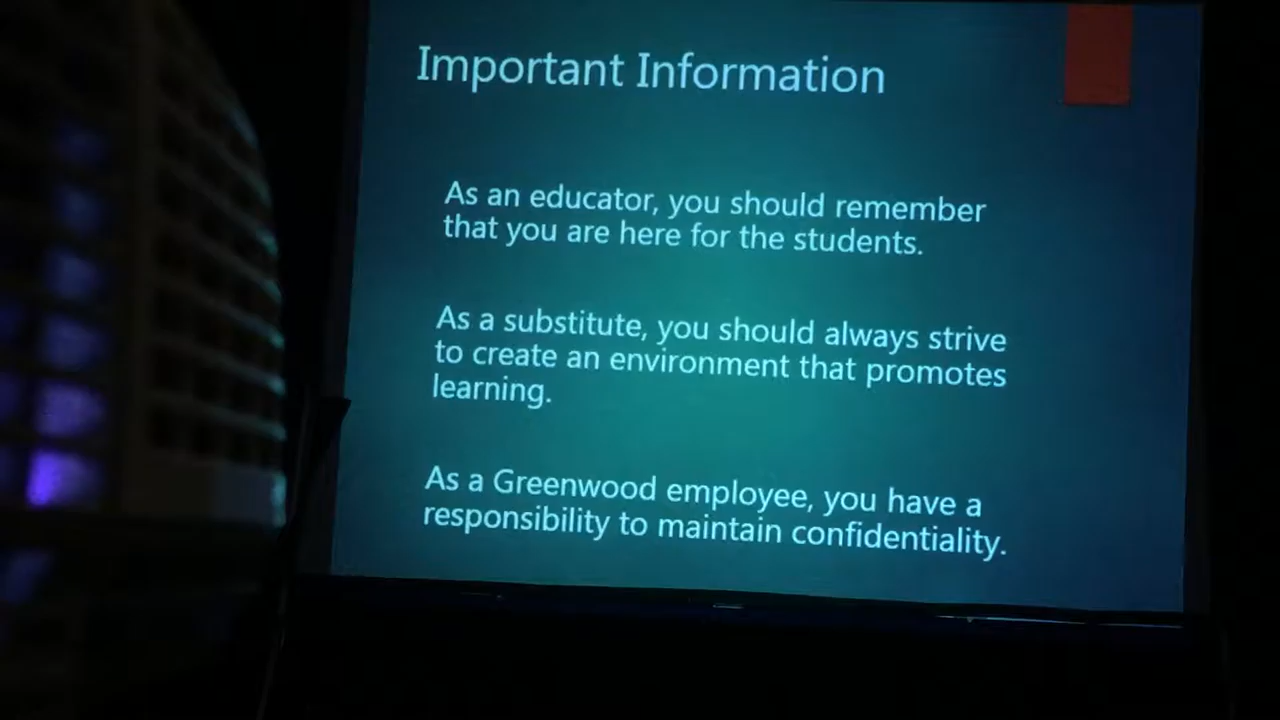 Important Information
As an educator, you should remember
that you are here for the students.
As a substitute, you should always strive
to create an environment that promotes
learning.
As a Greenwood employee, you have a
responsibility to maintain confidentiality.